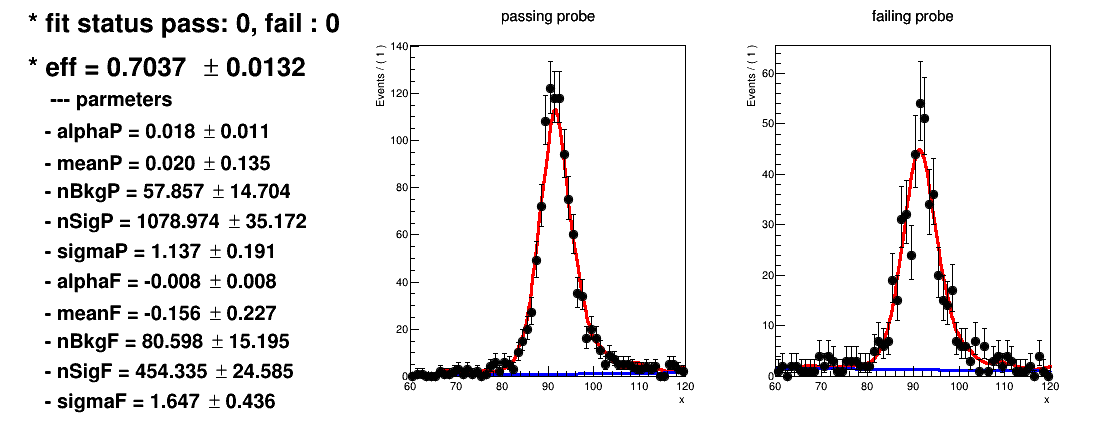 * fit status pass: 0, fail : 0
* eff = 0.7037 ± 0.0132
--- parmeters
- alphaP = 0.018 ± 0.011
- meanP = 0.020 ± 0.135
- nBkgP = 57.857 ± 14.704
- nSigP = 1078.974 ± 35.172
- sigmaP = 1.137 ± 0.191
- alphaF = -0.008 ± 0.008
- meanF = -0.156 ± 0.227
- nBkgF = 80.598 ± 15.195
- nSigF = 454.335 ± 24.585
- sigmaF = 1.647 ± 0.436
passing probe
Events / ( 1 )
140
120
100
80
60
40
20
0
60 70 80 90 100 110 120
x
failing probe
Events / ( 1 )
60
50
40
30
20
10
0
60 70 80 90 100 110 120
x